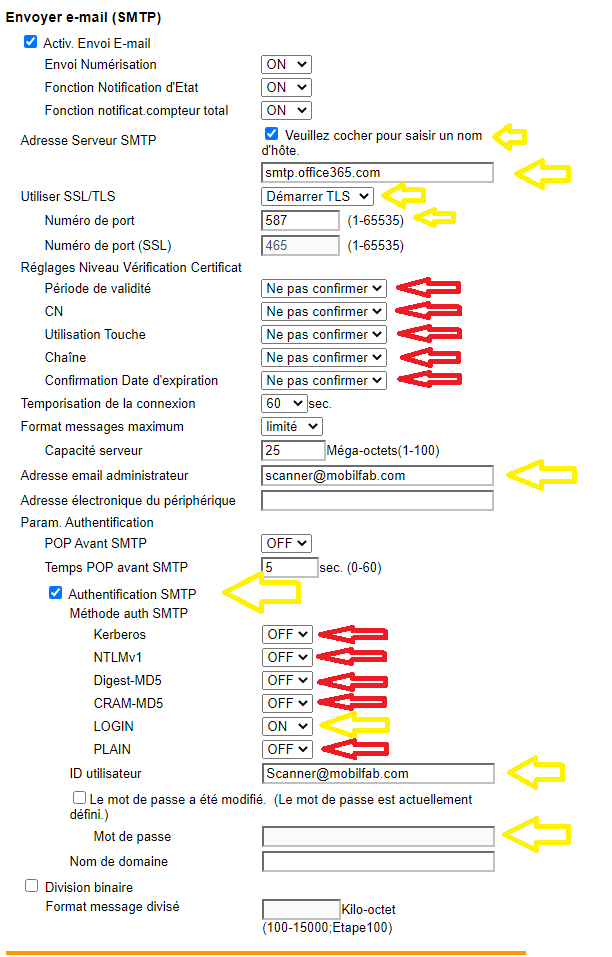 Envoyer e-mail (SMTP)
Activ. Envoi E-mail
Envoi Numérisation ON
Fonction Notification d'Etat ON
Fonction notificat.compteur total ON
Adresse Serveur SMTP Veuillez cocher pour saisir un nom
d'hôte.
smtp.office365.com
Utiliser SSL/TLS Démarrer TLS
Numéro de port 587 (1-65535)
Numéro de port (SSL) 465 (1-65535)
Réglages Niveau Vérification Certificat
Période de validité Ne pas confirmer
CN Ne pas confirmer
Utilisation Touche Ne pas confirmer
Chaîne Ne pas confirmer
Confirmation Date d'expiration Ne pas confirmer
Temporisation de la connexion 60 sec.
Format messages maximum limité
Capacité serveur 25 Méga-octets(1-100)
Adresse email administrateur scanner@mobilfab.com
Adresse électronique du périphérique
Param. Authentification
POP Avant SMTP OFF
Temps POP avant SMTP 5 sec. (0-60)
Authentification SMTP
Méthode auth SMTP
Kerberos OFF
NTLMv1 OFF
Digest-MD5 OFF
CRAM-MD5 OFF
LOGIN ON
PLAIN OFF
ID utilisateur Scanner@mobilfab.com
Le mot de passe a été modifié. (Le mot de passe est actuellement
défini.)
Mot de passe
Nom de domaine
Division binaire
Format message divisé Kilo-octet
(100-15000;Etape100)